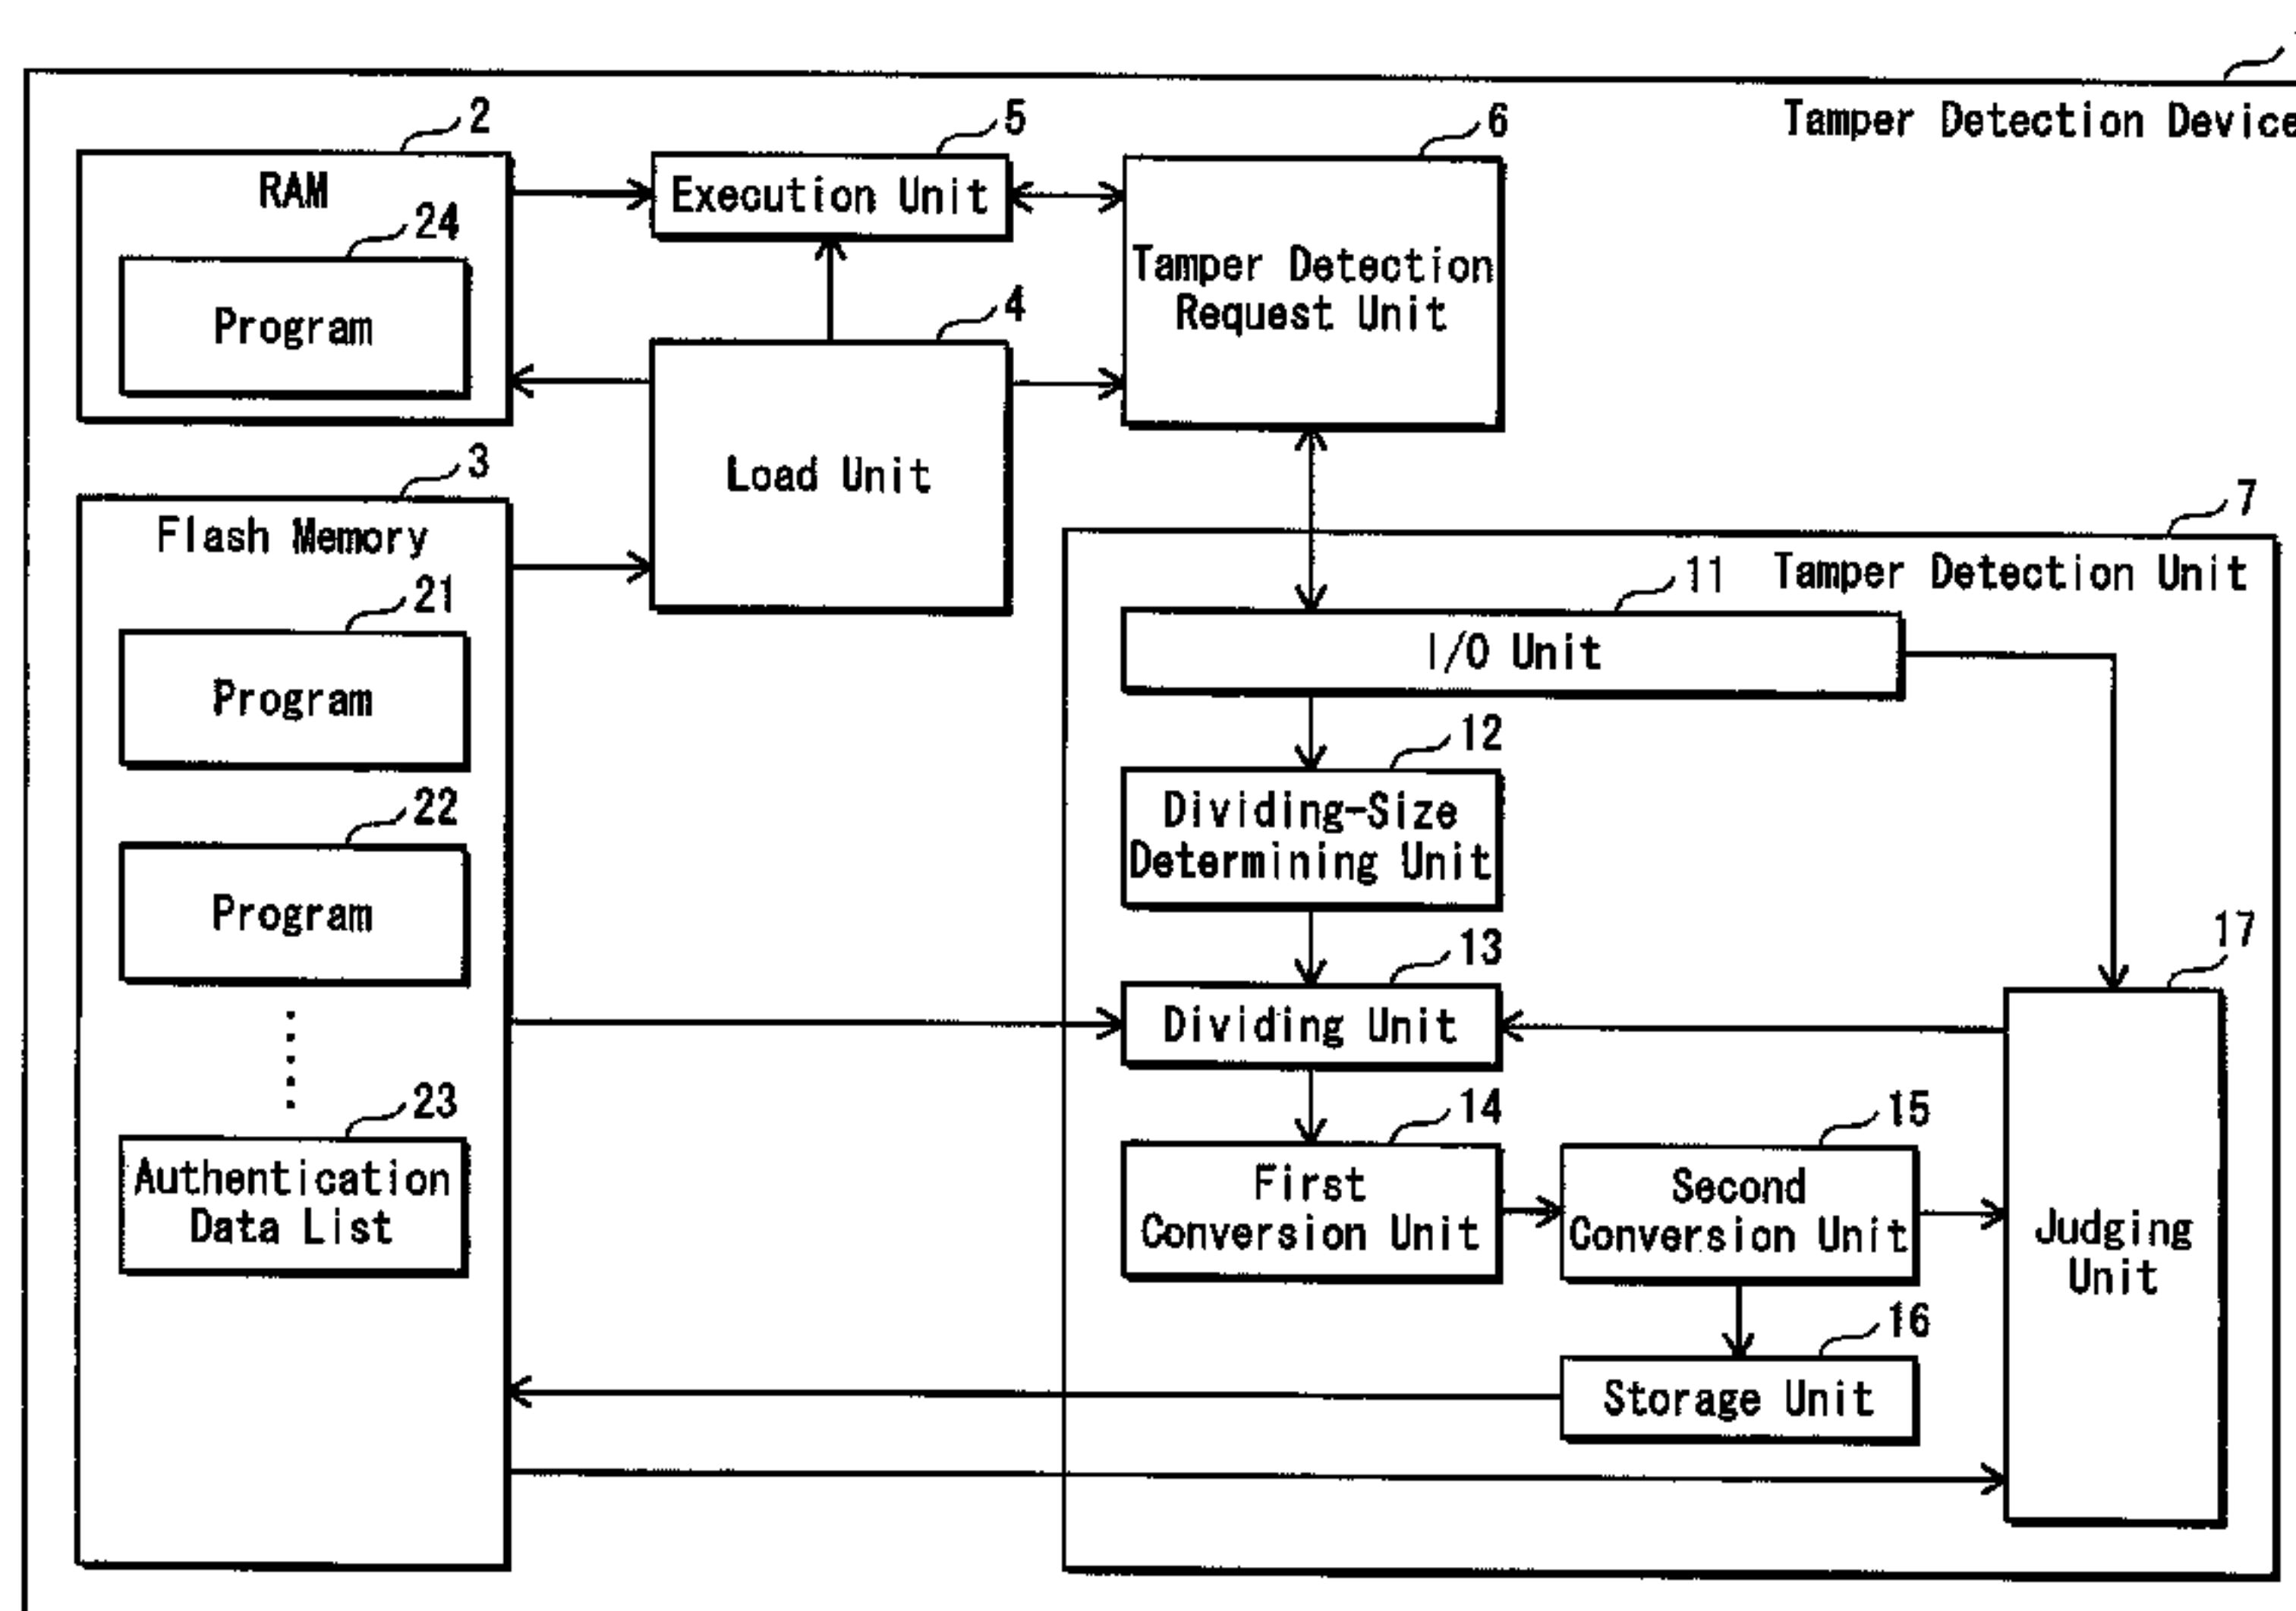 Tamper Detection Device
2
RAM
24
Program
5
Execution Unit
6
Tamper Detection
Request Unit
4
Load Unit
3
Flash Memory
21
Program
22
Program
23
Authentication
Data List
7
Tamper Detection Unit
11
I/O Unit
12
Dividing-Size
Determining Unit
13
Dividing Unit
14
First
Conversion Unit
15
Second
Conversion Unit
16
Storage Unit
17
Judging
Unit